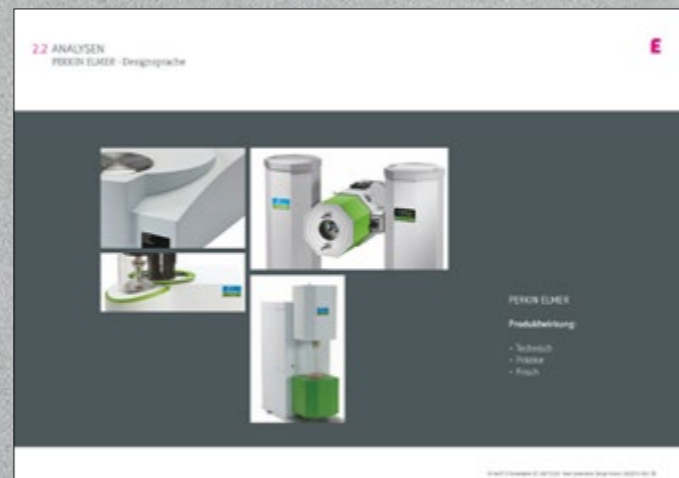 2.2 ANALYSEN
PERKIN ELMER - Designsprache
E
PERKIN ELMER
Produktwirkung:
- Technisch
- Präzise
- Frisch